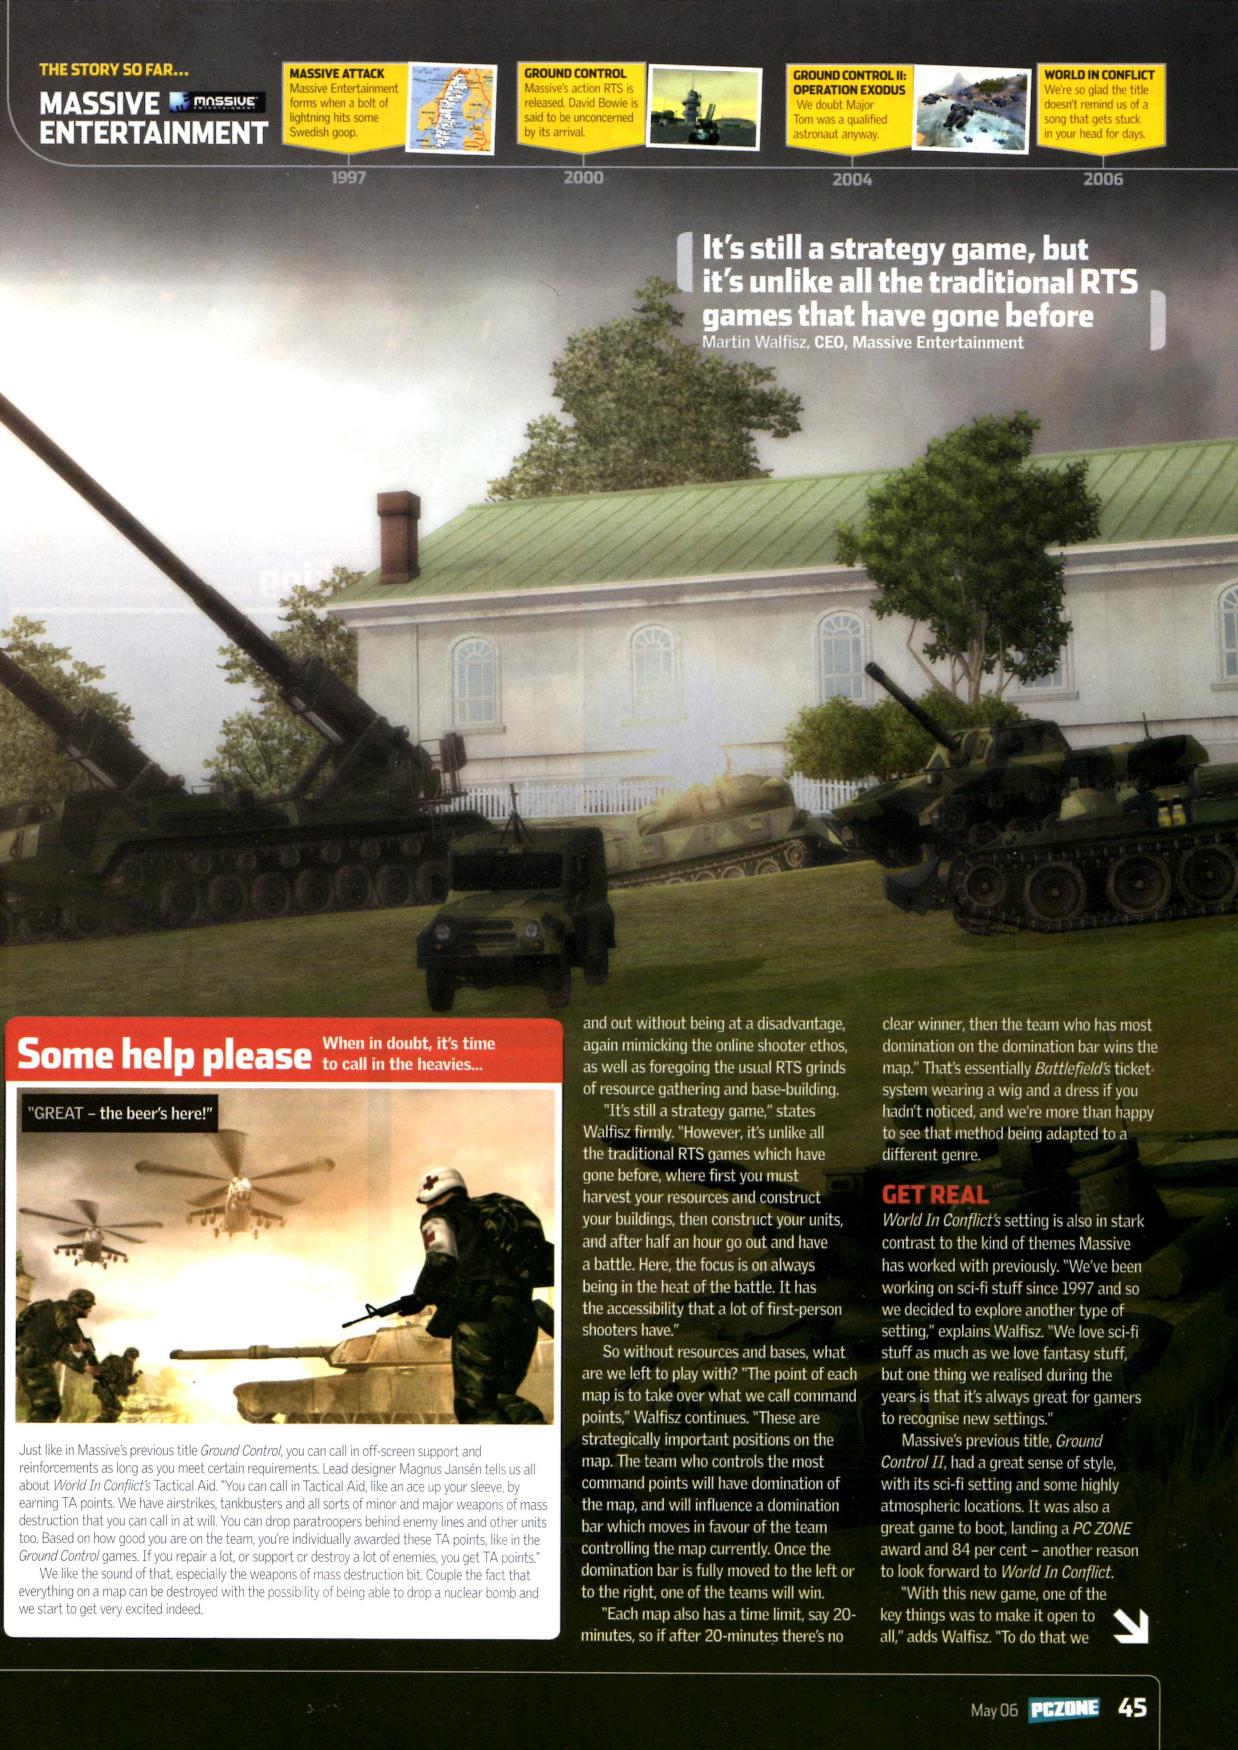 THE STORY SO FAR...
MASSIVE
MASSIVE
ENTERTAINMENT
ENTERTAINMENT
MASSIVE ATTACK
Massive Entertainment
forms when a bolt of
lightning hits some
Swedish goop.
1997
GROUND CONTROL
Massive's action RTS is
released. David Bowie is
said to be unconcerned
by its arrival.
2000
GROUND CONTROL II:
OPERATION EXODUS
We doubt Major
Tom was a qualified
astronaut anyway.
2004
WORLD IN CONFLICT
We're so glad the title
doesn't remind us of a
song that gets stuck
in your head for days.
2006
It's still a strategy game, but
it's unlike all the traditional RTS
games that have gone before
Martin Walfisz, CEO, Massive Entertainment
Some help please
When in doubt, it's time
to call in the heavies...
"GREAT – the beer's here!"
Just like in Massive's previous title Ground Control, you can call in off-screen support and
reinforcements as long as you meet certain requirements. Lead designer Magnus Jansén tells us all
about World In Conflict's Tactical Aid. "You can call in Tactical Aid, like an ace up your sleeve, by
earning TA points. We have airstrikes, tankbusters and all sorts of minor and major weapons of mass
destruction that you can call in at will. You can drop paratroopers behind enemy lines and other units
too. Based on how good you are on the team, you're individually awarded these TA points, like in the
Ground Control games. If you repair a lot, or support or destroy a lot of enemies, you get TA points."
We like the sound of that, especially the weapons of mass destruction bit. Couple the fact that
everything on a map can be destroyed with the possibility of being able to drop a nuclear bomb and
we start to get very excited indeed.
and out without being at a disadvantage,
again mimicking the online shooter ethos,
as well as foregoing the usual RTS grinds
of resource gathering and base-building.
"It's still a strategy game," states
Walfisz firmly. "However, it's unlike all
the traditional RTS games which have
gone before, where first you must
harvest your resources and construct
your buildings, then construct your units,
and after half an hour go out and have
a battle. Here, the focus is on always
being in the heat of the battle. It has
the accessibility that a lot of first-person
shooters have."
So without resources and bases, what
are we left to play with? "The point of each
map is to take over what we call command
points," Walfisz continues. "These are
strategically important positions on the
map. The team who controls the most
command points will have domination of
the map, and will influence a domination
bar which moves in favour of the team
controlling the map currently. Once the
domination bar is fully moved to the left or
to the right, one of the teams will win.
"Each map also has a time limit, say 20-
minutes, so if after 20-minutes there's no
clear winner, then the team who has most
domination on the domination bar wins the
map." That's essentially Battlefield's ticket-
system wearing a wig and a dress if you
hadn't noticed, and we're more than happy
to see that method being adapted to a
different genre.
GET REAL
World In Conflict's setting is also in stark
contrast to the kind of themes Massive
has worked with previously. "We've been
working on sci-fi stuff since 1997 and so
we decided to explore another type of
setting," explains Walfisz. "We love sci-fi
stuff as much as we love fantasy stuff,
but one thing we realised during the
years is that it's always great for gamers
to recognise new settings."
Massive's previous title, Ground
Control II, had a great sense of style,
with its sci-fi setting and some highly
atmospheric locations. It was also a
great game to boot, landing a PC ZONE
award and 84 per cent – another reason
to look forward to World In Conflict.
"With this new game, one of the
key things was to make it open to
all," adds Walfisz. "To do that we
May 06 PCZONE 45